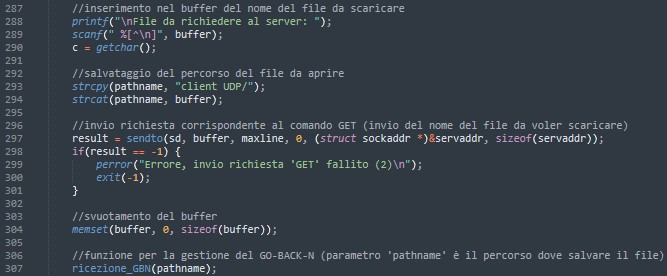 287 //inserimento nel buffer del nome del file da scaricare
288 printf("\nFile da richiedere al server: ");
289 scanf(" %[^\n]", buffer);
290 c = getchar();
291
292 //salvataggio del percorso del file da aprire
293 strcpy(pathname, "client UDP/");
294 strcat(pathname, buffer);
295
296 //invio richiesta corrispondente al comando GET (invio del nome del file da voler scaricare)
297 result = sendto(sd, buffer, maxline, 0, (struct sockaddr *)&servaddr, sizeof(servaddr));
298 if(result == -1) {
299 perror("Errore, invio richiesta 'GET' fallito (2)\n");
300 exit(-1);
301 }
302
303 //svuotamento del buffer
304 memset(buffer, 0, sizeof(buffer));
305
306 //funzione per la gestione del GO-BACK-N (parametro 'pathname' è il percorso dove salvare il file)
307 ricezione_GBN(pathname);